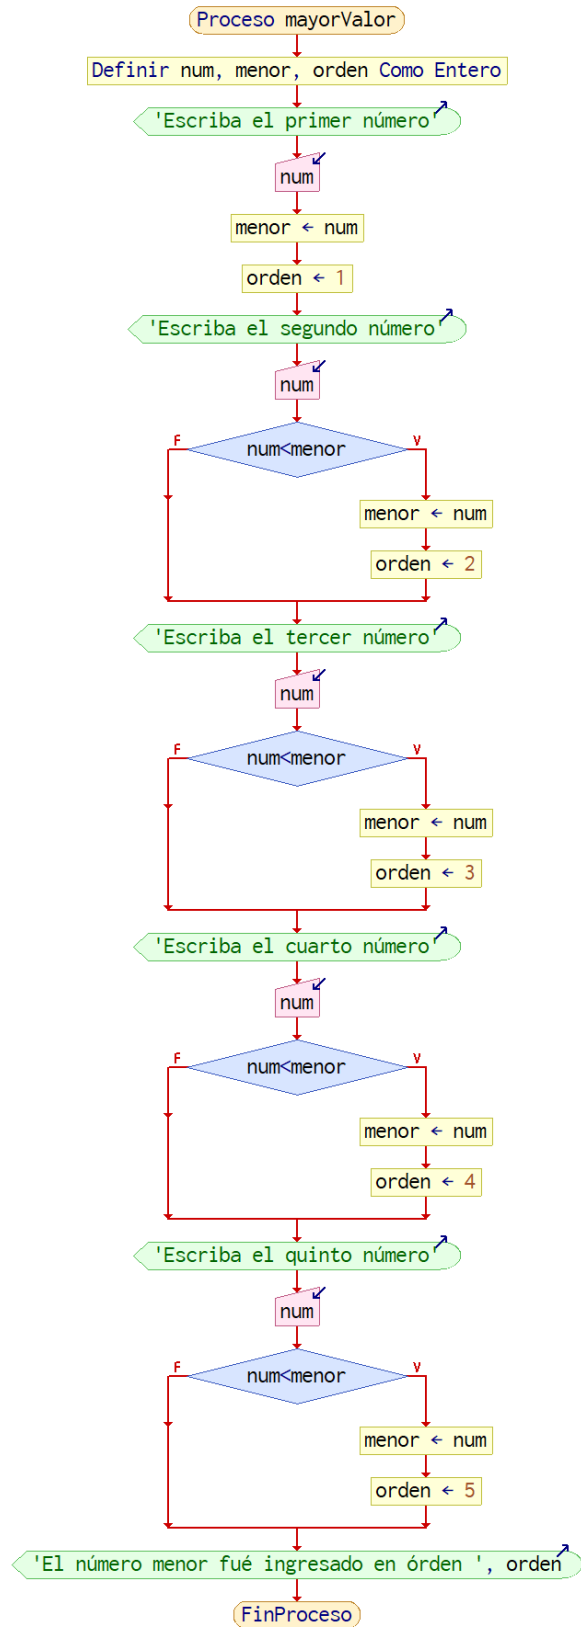 Proceso mayorValor
Definir num, menor, orden Como Entero
'Escriba el primer número'
num
menor ← num
orden ← 1
'Escriba el segundo número'
num
num<menor
F
V
menor ← num
orden ← 2
'Escriba el tercer número'
num
num<menor
F
V
menor ← num
orden ← 3
'Escriba el cuarto número'
num
num<menor
F
V
menor ← num
orden ← 4
'Escriba el quinto número'
num
num<menor
F
V
menor ← num
orden ← 5
'El número menor fué ingresado en órden ', orden
FinProceso